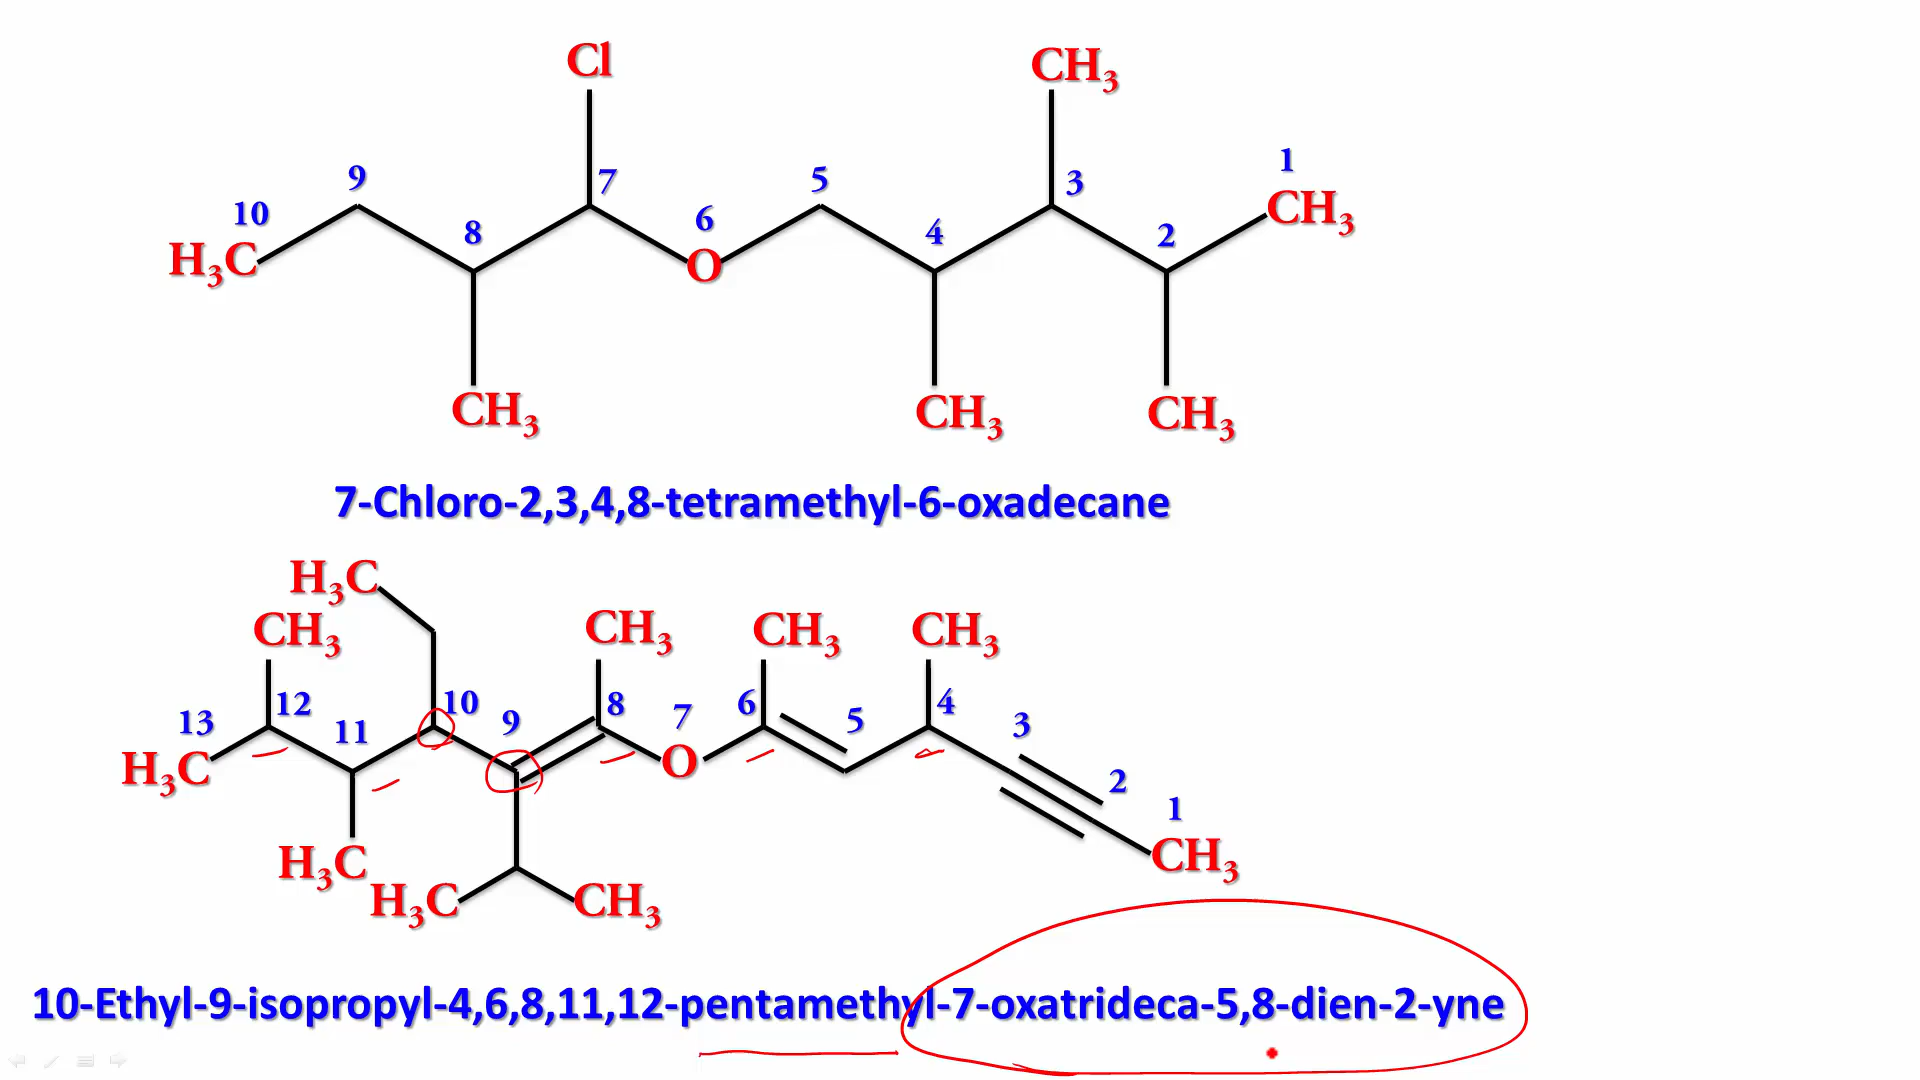 Cl
CH₃
1
9
7
5
3
CH₃
10
6
8
4
2
H₃C
O
CH₃
CH₃
CH₃
7-Chloro-2,3,4,8-tetramethyl-6-oxadecane
H₃C
CH₃
CH₃
CH₃
CH₃
13
12
11
10
9
8
7
6
5
4
3
2
1
H₃C
O
CH₃
H₃C
H₃C
CH₃
10-Ethyl-9-isopropyl-4,6,8,11,12-pentamethyl-7-oxatrideca-5,8-dien-2-yne